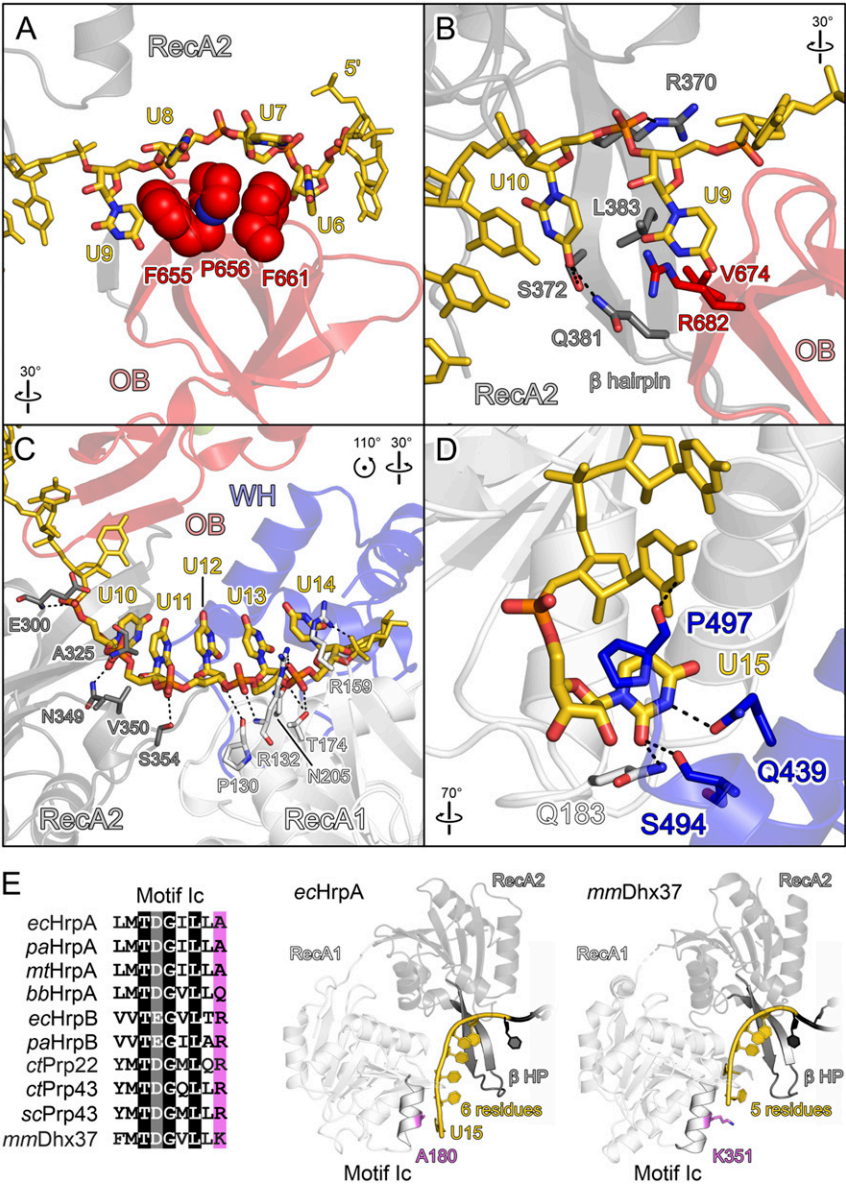 A
RecA2
5'
U8
U7
U9
U6
F655
P656
F661
OB
30°
B
30°
R370
U10
U9
L383
S372
V674
R682
Q381
OB
RecA2
β hairpin
C
110° 30°
WH
OB
U12
U10
U11
U13
U14
E300
A325
R159
N349
V350
S354
T174
R132
N205
P130
RecA2
RecA1
D
P497
U15
Q439
Q183
S494
70°
E
Motif Ic
ecHrpA LMTDGILLA
paHrpA LMTDGILLA
mtHrpA LMTDGILLA
bbHrpA LMTDGVLLQ
ecHrpB VVTEGVLTR
paHrpB VVTEGILAR
ctPrp22 YMTDGMLQR
ctPrp43 YMTDGQLLR
scPrp43 YMTDGMLLR
mmDhx37 FMTDGVLLK
ecHrpA
RecA2
RecA1
β HP
6 residues
U15
A180
Motif Ic
mmDhx37
RecA2
RecA1
β HP
5 residues
K351
Motif Ic